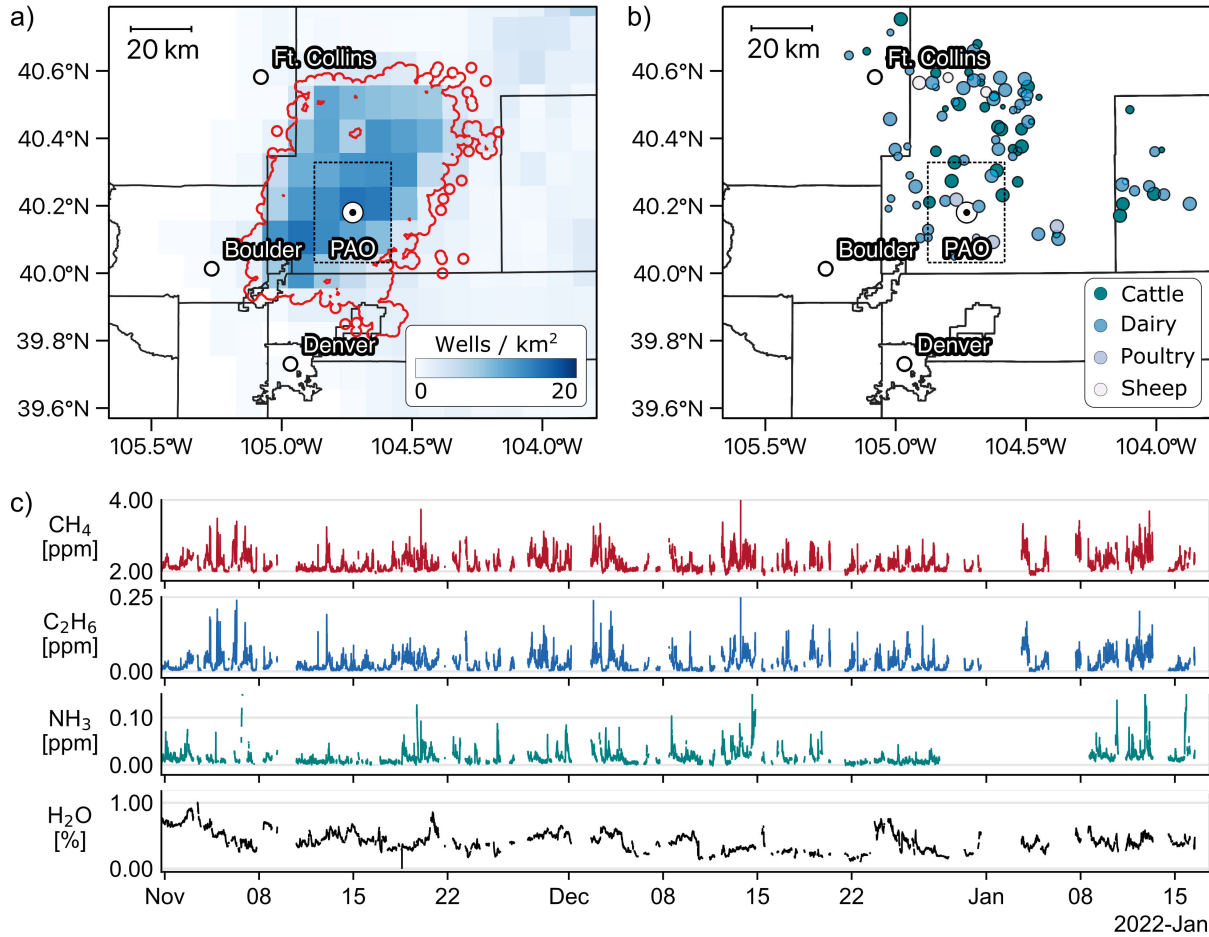 a)
20 km
40.6°N
40.4°N
40.2°N
40.0°N
39.8°N
39.6°N
Ft. Collins
Boulder
PAO
Denver
Wells / km²
0 20
105.5°W 105.0°W 104.5°W 104.0°W
b)
20 km
40.6°N
40.4°N
40.2°N
40.0°N
39.8°N
39.6°N
Ft. Collins
Boulder
PAO
Denver
Cattle
Dairy
Poultry
Sheep
105.5°W 105.0°W 104.5°W 104.0°W
c)
CH₄
[ppm]
4.00
2.00
C₂H₆
[ppm]
0.25
0.00
NH₃
[ppm]
0.10
0.00
H₂O
[%]
1.00
0.00
Nov 08 15 22 Dec 08 15 22 Jan 08 15
2022-Jan